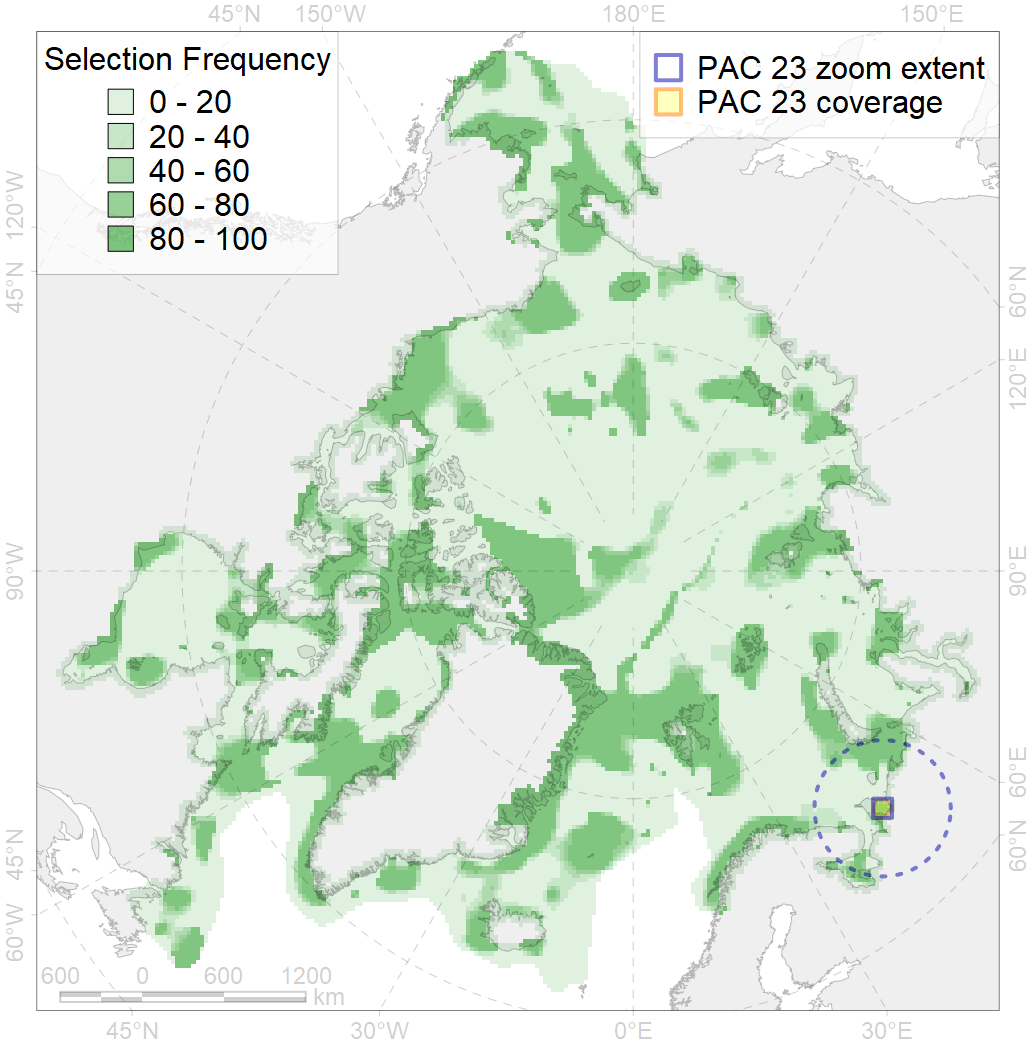 45°N 150°W 180°E 150°E
Selection Frequency
0 - 20
20 - 40
40 - 60
60 - 80
80 - 100
PAC 23 zoom extent
PAC 23 coverage
120°W
45°N
90°W
45°N
60°W
60°N
120°E
90°E
60°E
60°N
600 0 600 1200
km
45°W 30°W 0°E 30°E